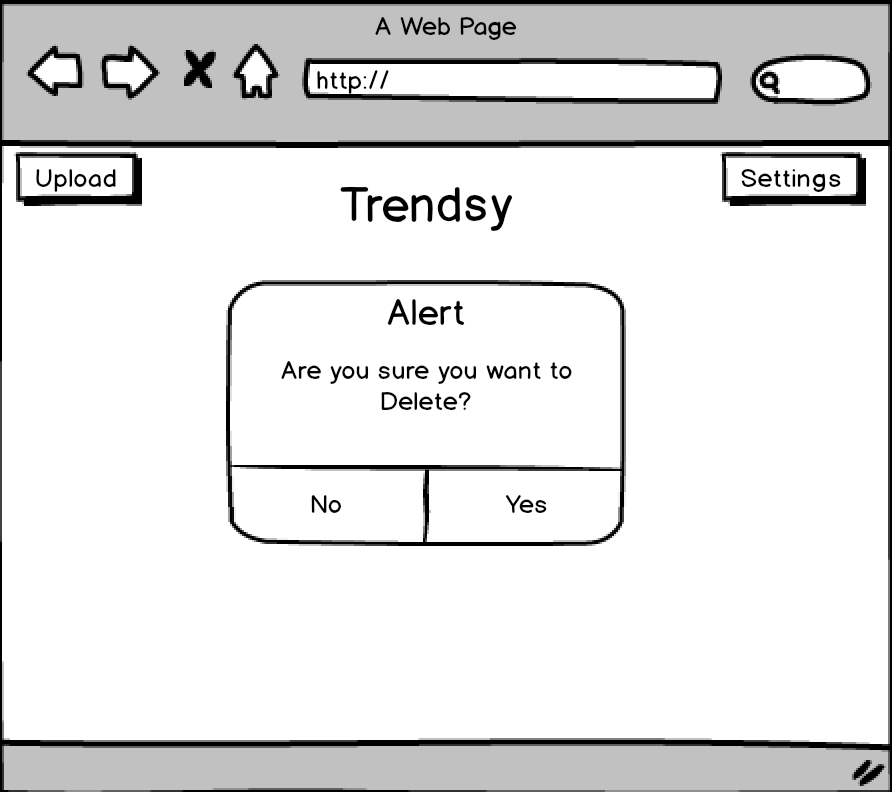 A Web Page
http://
Upload
Settings
Trendsy
Alert
Are you sure you want to
Delete?
No
Yes